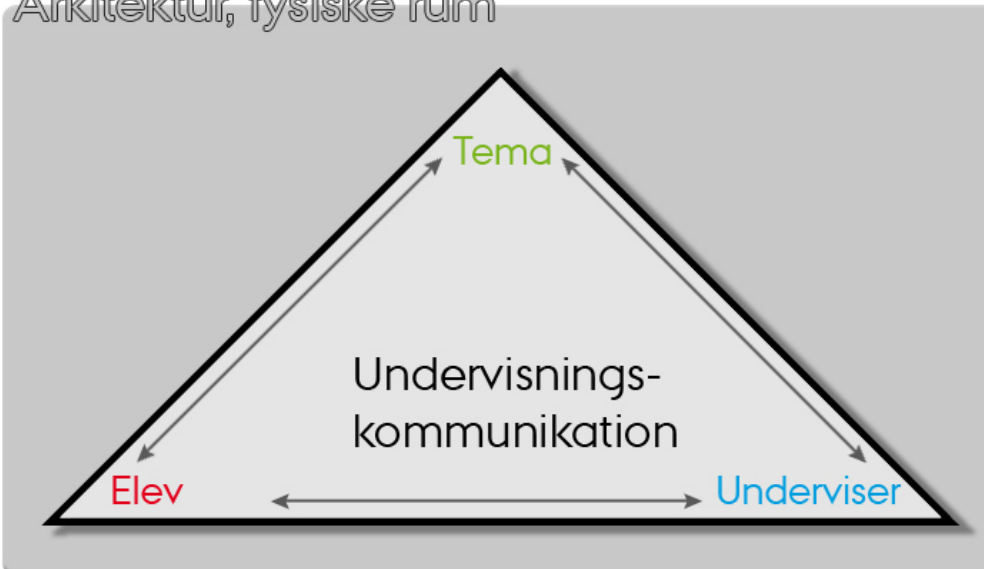 Arkitektur, fysiske rum
Tema
Undervisnings-
kommunikation
Elev
Underviser